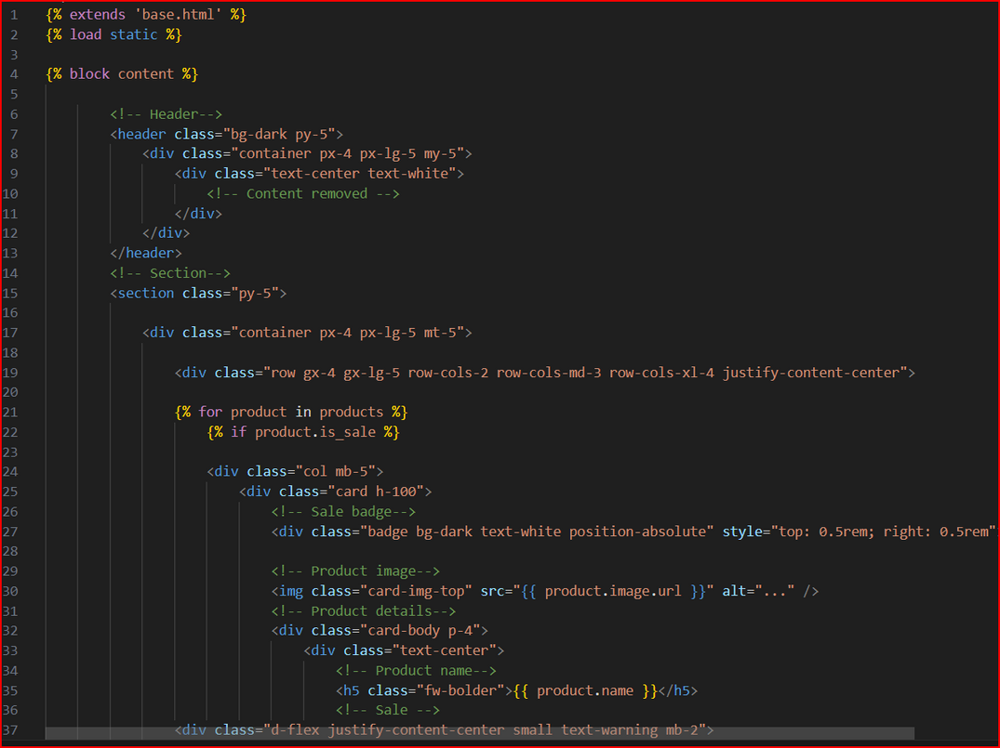 1 {% extends 'base.html' %}
2 {% load static %}
3
4 {% block content %}
5
6 <!-- Header-->
7 <header class="bg-dark py-5">
8 <div class="container px-4 px-lg-5 my-5">
9 <div class="text-center text-white">
10 <!-- Content removed -->
11 </div>
12 </div>
13 </header>
14 <!-- Section-->
15 <section class="py-5">
16
17 <div class="container px-4 px-lg-5 mt-5">
18
19 <div class="row gx-4 gx-lg-5 row-cols-2 row-cols-md-3 row-cols-xl-4 justify-content-center">
20
21 {% for product in products %}
22 {% if product.is_sale %}
23
24 <div class="col mb-5">
25 <div class="card h-100">
26 <!-- Sale badge-->
27 <div class="badge bg-dark text-white position-absolute" style="top: 0.5rem; right: 0.5rem"
28
29 <!-- Product image-->
30 <img class="card-img-top" src="{{ product.image.url }}" alt="..." />
31 <!-- Product details-->
32 <div class="card-body p-4">
33 <div class="text-center">
34 <!-- Product name-->
35 <h5 class="fw-bolder">{{ product.name }}</h5>
36 <!-- Sale -->
37 <div class="d-flex justify-content-center small text-warning mb-2">